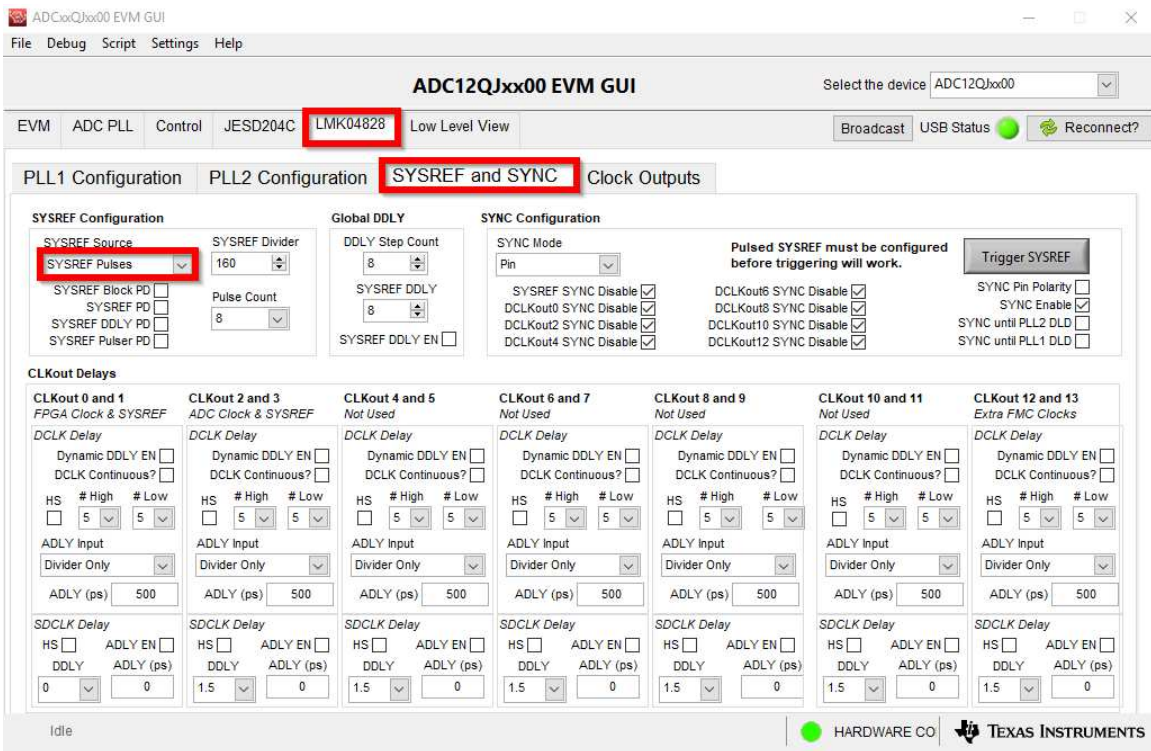 ADCxxQJxx00 EVM GUI
File Debug Script Settings Help
ADC12QJxx00 EVM GUI
Select the device ADC12QJxx00
EVM ADC PLL Control JESD204C LMK04828 Low Level View
Broadcast USB Status Reconnect?
PLL1 Configuration PLL2 Configuration SYSREF and SYNC Clock Outputs
SYSREF Configuration
SYSREF Source SYSREF Divider
SYSREF Pulses 160
SYSREF Block PD
SYSREF PD
SYSREF DDLY PD
SYSREF Pulser PD
Pulse Count
8
Global DDLY
DDLY Step Count
8
SYSREF DDLY
8
SYSREF DDLY EN
SYNC Configuration
SYNC Mode
Pin
Pulsed SYSREF must be configured
before triggering will work.
Trigger SYSREF
SYSREF SYNC Disable
DCLKout0 SYNC Disable
DCLKout2 SYNC Disable
DCLKout4 SYNC Disable
DCLKout6 SYNC Disable
DCLKout8 SYNC Disable
DCLKout10 SYNC Disable
DCLKout12 SYNC Disable
SYNC Pin Polarity
SYNC Enable
SYNC until PLL2 DLD
SYNC until PLL1 DLD
CLKout Delays
CLKout 0 and 1
FPGA Clock & SYSREF
DCLK Delay
Dynamic DDLY EN
DCLK Continuous?
HS # High # Low
5 5
ADLY Input
Divider Only
ADLY (ps) 500
SDCLK Delay
HS ADLY EN
DDLY ADLY (ps)
0 0
CLKout 2 and 3
ADC Clock & SYSREF
DCLK Delay
Dynamic DDLY EN
DCLK Continuous?
HS # High # Low
5 5
ADLY Input
Divider Only
ADLY (ps) 500
SDCLK Delay
HS ADLY EN
DDLY ADLY (ps)
1.5 0
CLKout 4 and 5
Not Used
DCLK Delay
Dynamic DDLY EN
DCLK Continuous?
HS # High # Low
5 5
ADLY Input
Divider Only
ADLY (ps) 500
SDCLK Delay
HS ADLY EN
DDLY ADLY (ps)
1.5 0
CLKout 6 and 7
Not Used
DCLK Delay
Dynamic DDLY EN
DCLK Continuous?
HS # High # Low
5 5
ADLY Input
Divider Only
ADLY (ps) 500
SDCLK Delay
HS ADLY EN
DDLY ADLY (ps)
1.5 0
CLKout 8 and 9
Not Used
DCLK Delay
Dynamic DDLY EN
DCLK Continuous?
HS # High # Low
5 5
ADLY Input
Divider Only
ADLY (ps) 500
SDCLK Delay
HS ADLY EN
DDLY ADLY (ps)
1.5 0
CLKout 10 and 11
Not Used
DCLK Delay
Dynamic DDLY EN
DCLK Continuous?
HS # High # Low
5 5
ADLY Input
Divider Only
ADLY (ps) 500
SDCLK Delay
HS ADLY EN
DDLY ADLY (ps)
1.5 0
CLKout 12 and 13
Extra FMC Clocks
DCLK Delay
Dynamic DDLY EN
DCLK Continuous?
HS # High # Low
5 5
ADLY Input
Divider Only
ADLY (ps) 500
SDCLK Delay
HS ADLY EN
DDLY ADLY (ps)
1.5 0
Idle HARDWARE CO TEXAS INSTRUMENTS